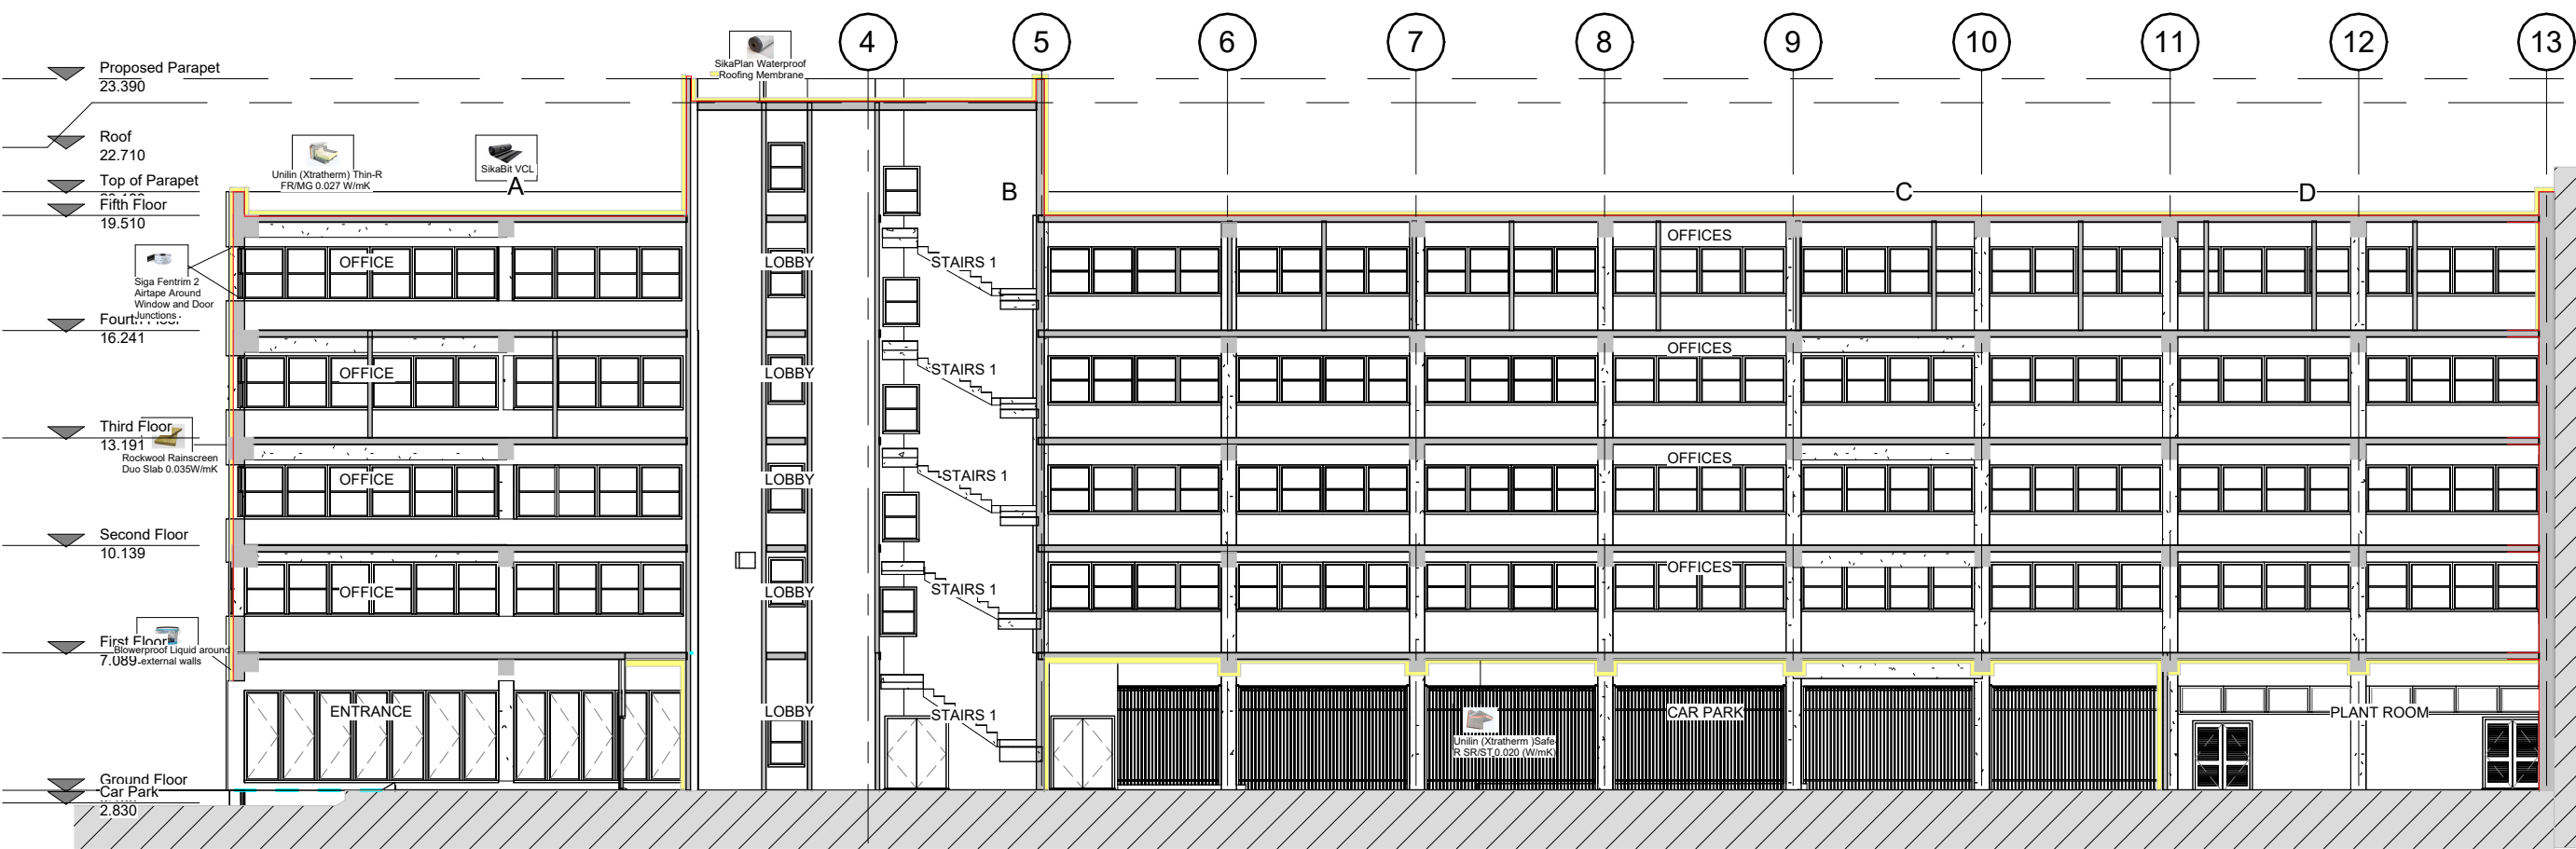 4
5
6
7
8
9
10
11
12
13
SikaPlan Waterproof
Roofing Membrane
Proposed Parapet
23.390
Roof
22.710
Unilin (Xtratherm) Thin-R
FR/MG 0.027 W/mK
SikaBit VCL
Top of Parapet
A
B
C
D
Fifth Floor
19.510
Siga Fentrim 2
Airtape Around
Window and Door
Junctions
OFFICE
LOBBY
STAIRS 1
OFFICES
Fourth Floor
16.241
OFFICE
LOBBY
STAIRS 1
OFFICES
Third Floor
13.191
Rockwool Rainscreen
Duo Slab 0.035W/mK
OFFICE
LOBBY
STAIRS 1
OFFICES
Second Floor
10.139
OFFICE
LOBBY
STAIRS 1
OFFICES
First Floor
7.089
Blowerproof Liquid around
external walls
ENTRANCE
LOBBY
STAIRS 1
CAR PARK
PLANT ROOM
Unilin (Xtratherm )Safe
R SR/ST 0.020 (W/mK)
Ground Floor
Car Park
2.830